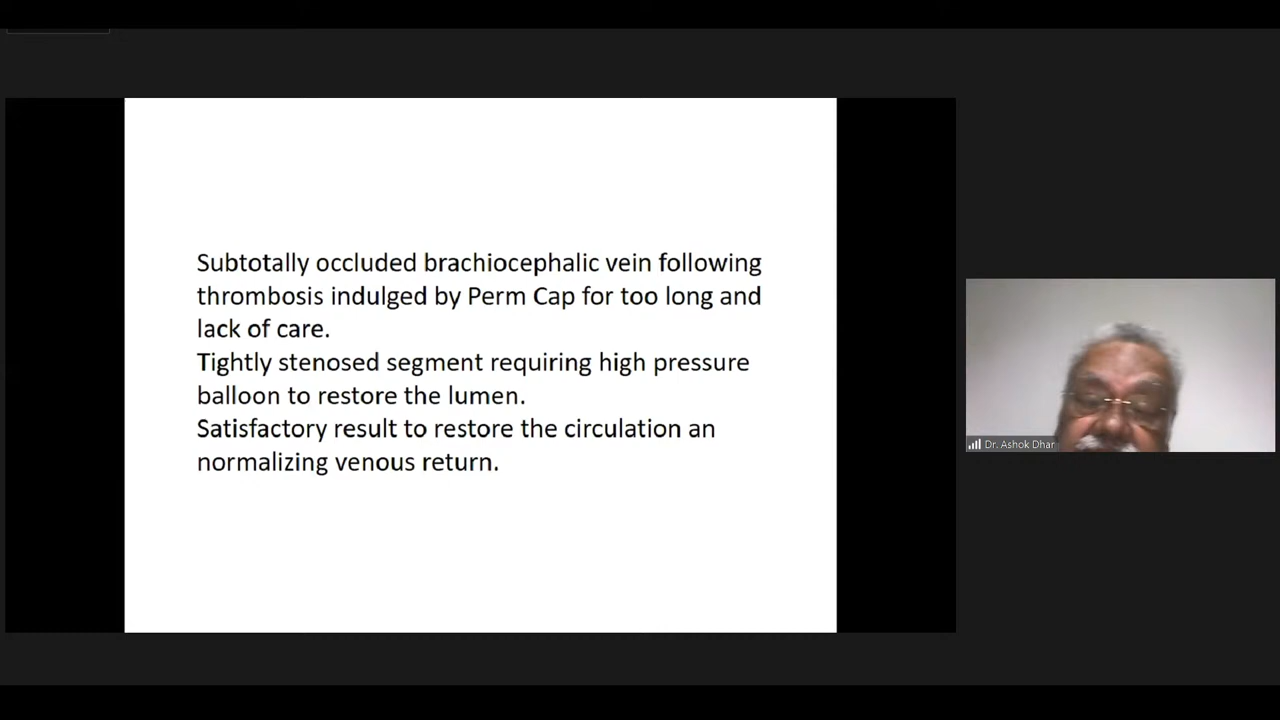 Subtotally occluded brachiocephalic vein following
thrombosis indulged by Perm Cap for too long and
lack of care.
Tightly stenosed segment requiring high pressure
balloon to restore the lumen.
Satisfactory result to restore the circulation an
normalizing venous return.
Dr. Ashok Dhar